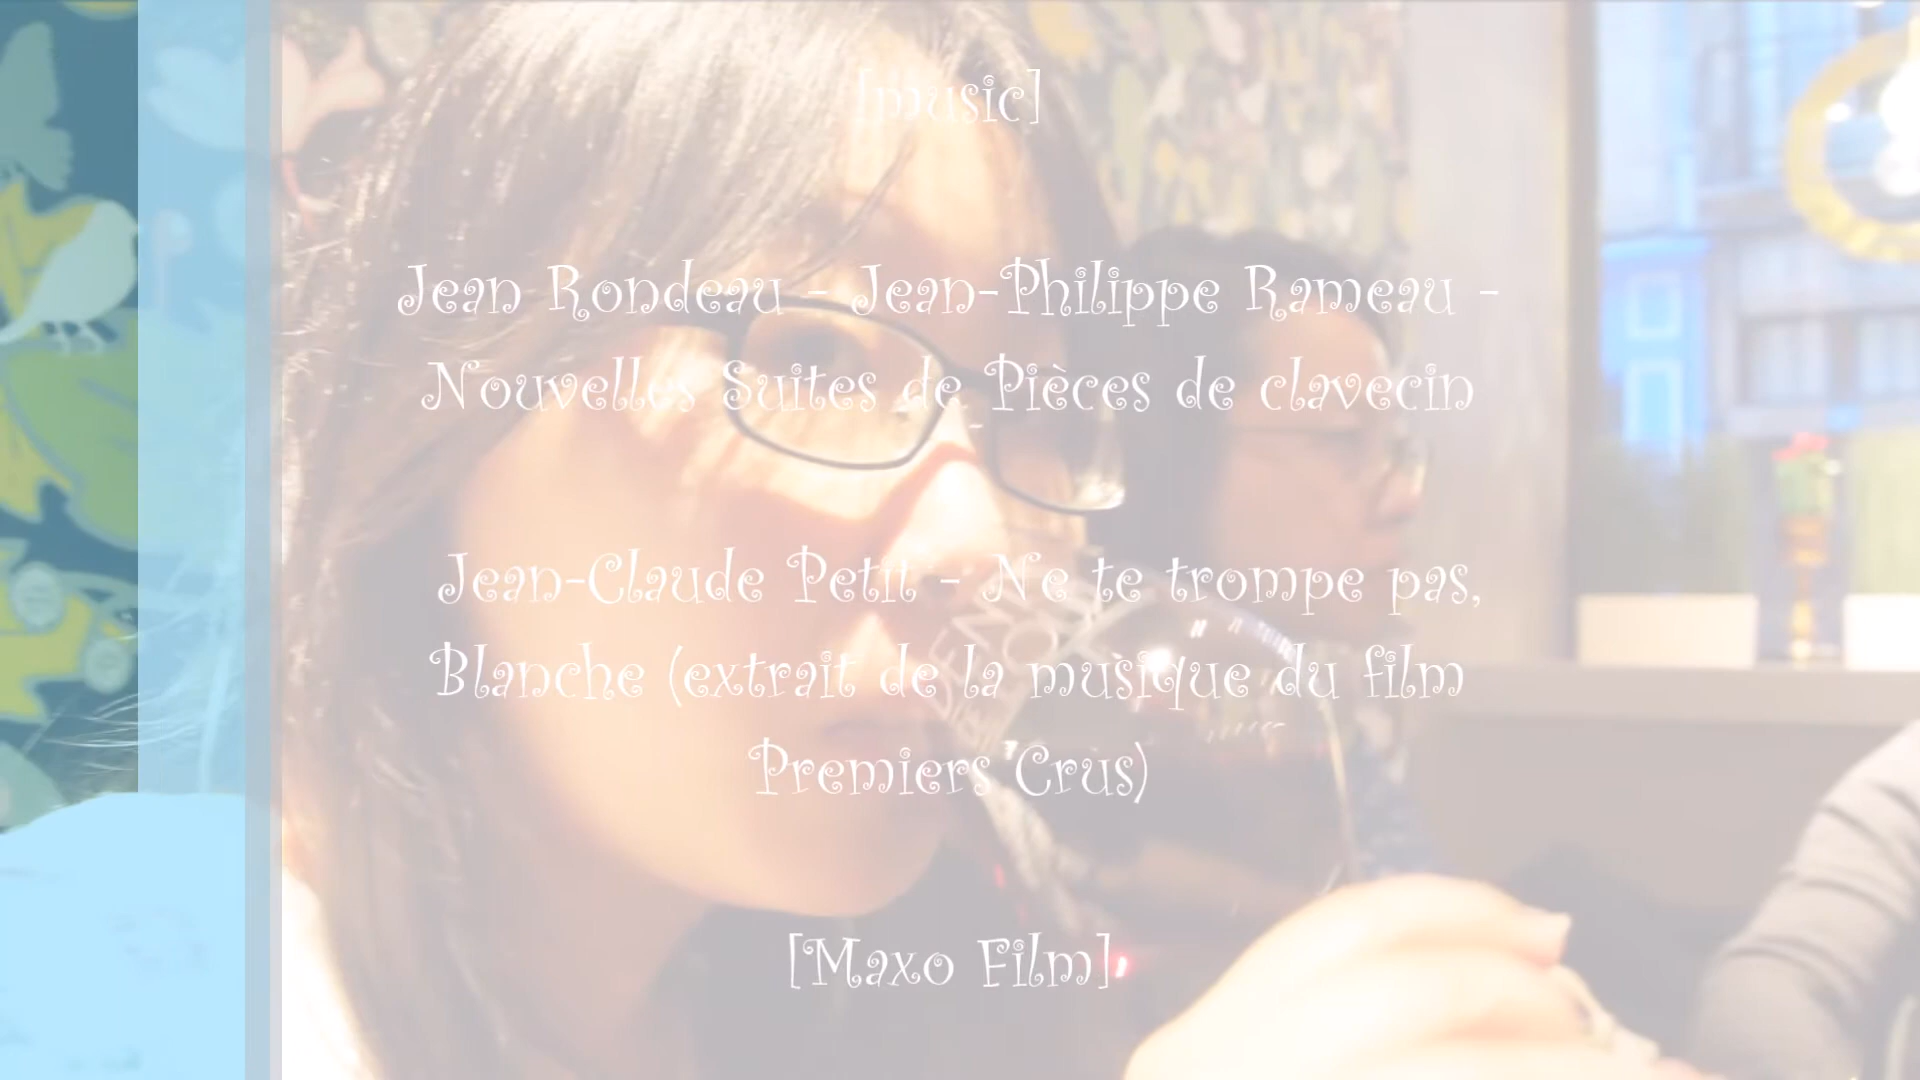 [music]
Jean Rondeau - Jean-Philippe Rameau -
Nouvelles Suites de Pièces de clavecin
-
Jean-Claude Petit - Ne te trompe pas,
Blanche (extrait de la musique du film
Premiers Crus)
[Maxo Film]